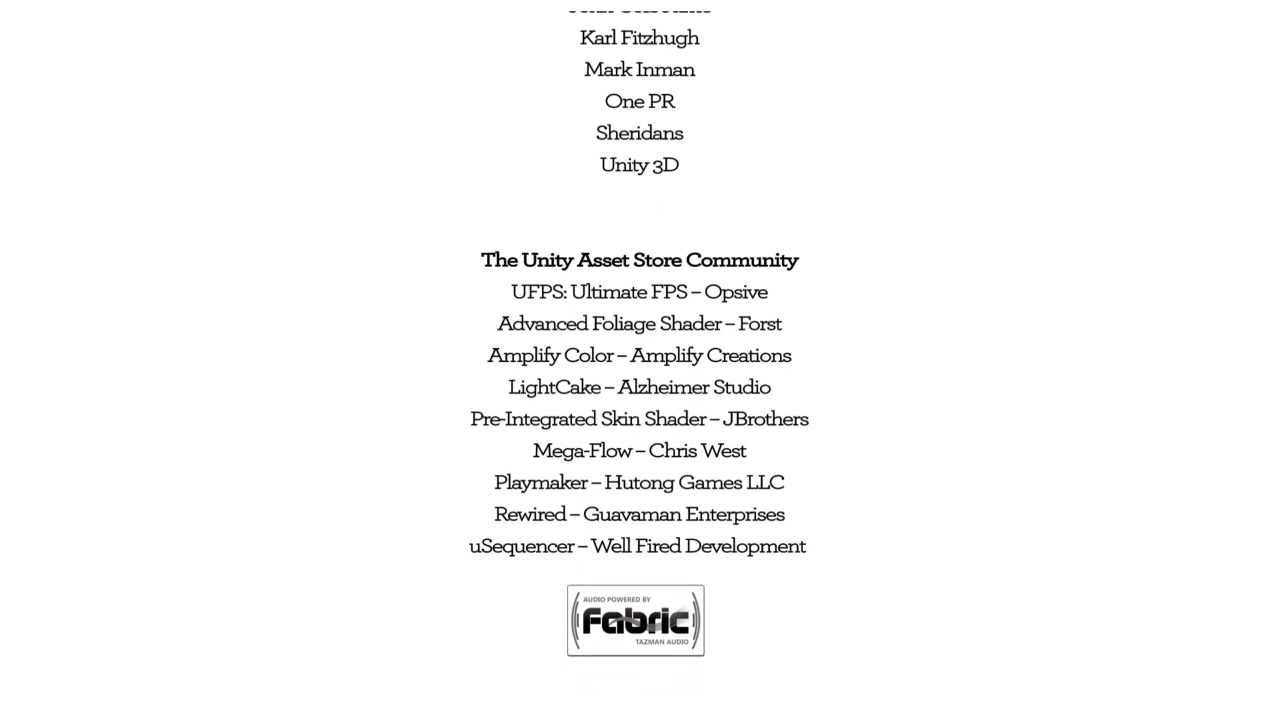 Karl Fitzhugh
Mark Inman
One PR
Sheridans
Unity 3D
The Unity Asset Store Community
UFPS: Ultimate FPS – Opsive
Advanced Foliage Shader – Forst
Amplify Color – Amplify Creations
LightCake – Alzheimer Studio
Pre-Integrated Skin Shader – JBrothers
Mega-Flow – Chris West
Playmaker – Hutong Games LLC
Rewired – Guavaman Enterprises
uSequencer – Well Fired Development
AUDIO POWERED BY
Fabric
TAZMAN AUDIO